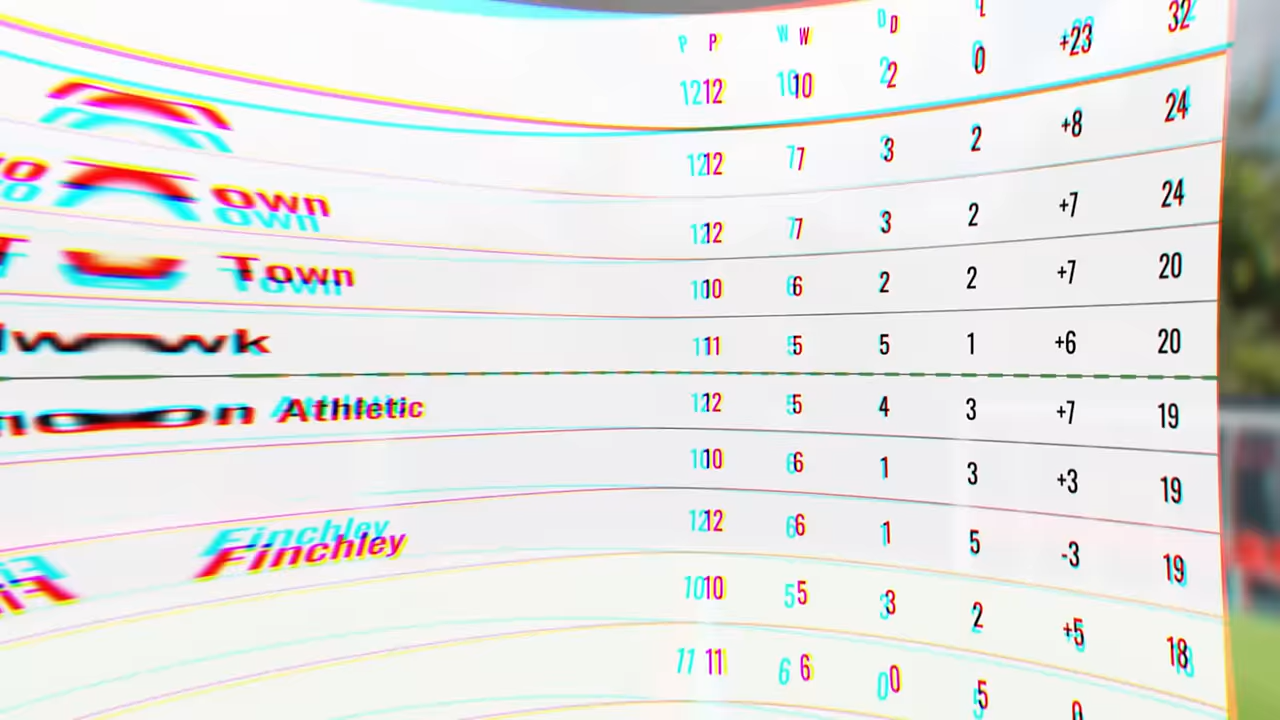 P W D L
12 10 2 0 +23 32
12 7 3 2 +8 24
own 12 7 3 2 +7 24
Town 10 6 2 2 +7 20
11 5 5 1 +6 20
Athletic 12 5 4 3 +7 19
10 6 1 3 +3 19
Finchley 12 6 1 5 -3 19
10 5 3 2 +5 18
11 6 0 5 0